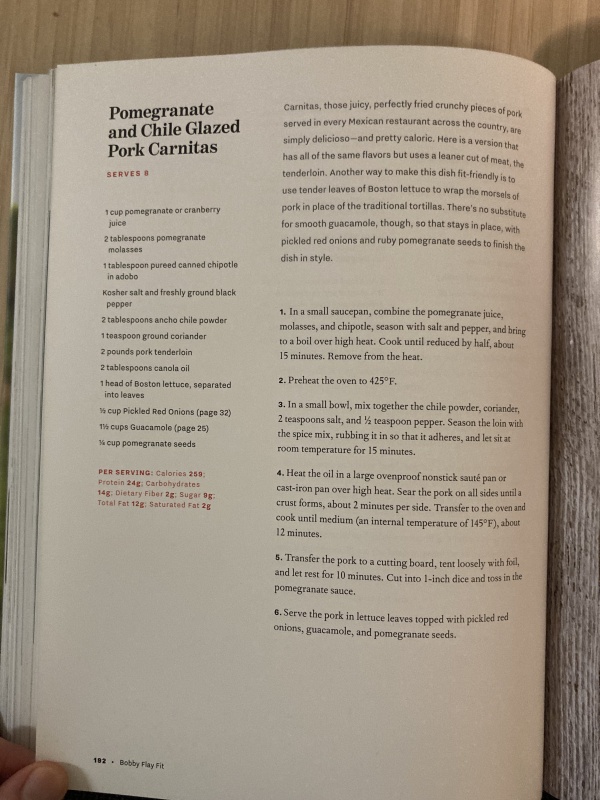 Pomegranate
and Chile Glazed
Pork Carnitas
SERVES 8
1 cup pomegranate or cranberry
juice
2 tablespoons pomegranate
molasses
1 tablespoon pureed canned chipotle
in adobo
Kosher salt and freshly ground black
pepper
2 tablespoons ancho chile powder
1 teaspoon ground coriander
2 pounds pork tenderloin
2 tablespoons canola oil
1 head of Boston lettuce, separated
into leaves
½ cup Pickled Red Onions (page 32)
1½ cups Guacamole (page 25)
¼ cup pomegranate seeds
PER SERVING: Calories 259;
Protein 24g; Carbohydrates
14g; Dietary Fiber 2g; Sugar 9g;
Total Fat 12g; Saturated Fat 2g
Carnitas, those juicy, perfectly fried crunchy pieces of pork
served in every Mexican restaurant across the country, are
simply delicioso—and pretty caloric. Here is a version that
has all of the same flavors but uses a leaner cut of meat, the
tenderloin. Another way to make this dish fit-friendly is to
use tender leaves of Boston lettuce to wrap the morsels of
pork in place of the traditional tortillas. There's no substitute
for smooth guacamole, though, so that stays in place, with
pickled red onions and ruby pomegranate seeds to finish the
dish in style.
1. In a small saucepan, combine the pomegranate juice,
molasses, and chipotle, season with salt and pepper, and bring
to a boil over high heat. Cook until reduced by half, about
15 minutes. Remove from the heat.
2. Preheat the oven to 425°F.
3. In a small bowl, mix together the chile powder, coriander,
2 teaspoons salt, and ½ teaspoon pepper. Season the loin with
the spice mix, rubbing it in so that it adheres, and let sit at
room temperature for 15 minutes.
4. Heat the oil in a large ovenproof nonstick sauté pan or
cast-iron pan over high heat. Sear the pork on all sides until a
crust forms, about 2 minutes per side. Transfer to the oven and
cook until medium (an internal temperature of 145°F), about
12 minutes.
5. Transfer the pork to a cutting board, tent loosely with foil,
and let rest for 10 minutes. Cut into 1-inch dice and toss in the
pomegranate sauce.
6. Serve the pork in lettuce leaves topped with pickled red
onions, guacamole, and pomegranate seeds.
192 • Bobby Flay Fit